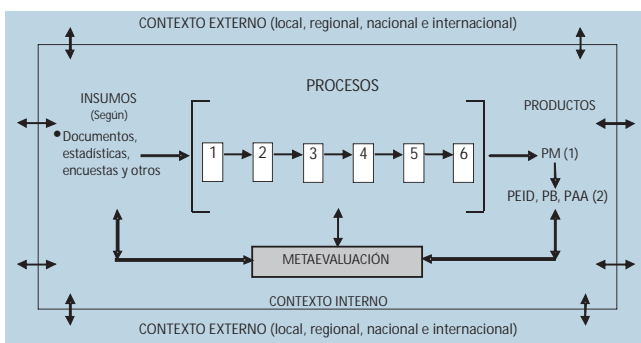 CONTEXTO EXTERNO (local, regional, nacional e internacional)
PROCESOS
INSUMOS
(Según)
• Documentos,
estadísticas,
encuestas y otros
1
2
3
4
5
6
PRODUCTOS
PM (1)
PEID, PB, PAA (2)
METAEVALUACIÓN
CONTEXTO INTERNO
CONTEXTO EXTERNO (local, regional, nacional e internacional)